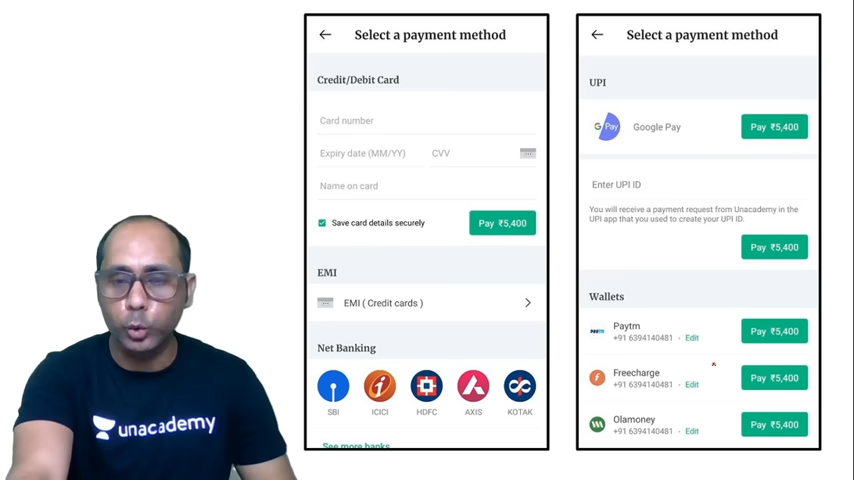 Select a payment method
Credit/Debit Card
Card number
Expiry date (MM/YY) CVV
Name on card
Save card details securely Pay ₹5,400
EMI
EMI ( Credit cards )
Net Banking
SBI ICICI HDFC AXIS KOTAK
See more banks
Select a payment method
UPI
G Pay Google Pay Pay ₹5,400
Enter UPI ID
You will receive a payment request from Unacademy in the
UPI app that you used to create your UPI ID.
Pay ₹5,400
Wallets
Paytm
+91 6394140481 · Edit Pay ₹5,400
Freecharge
+91 6394140481 · Edit Pay ₹5,400
Olamoney
+91 6394140481 · Edit Pay ₹5,400
unacademy